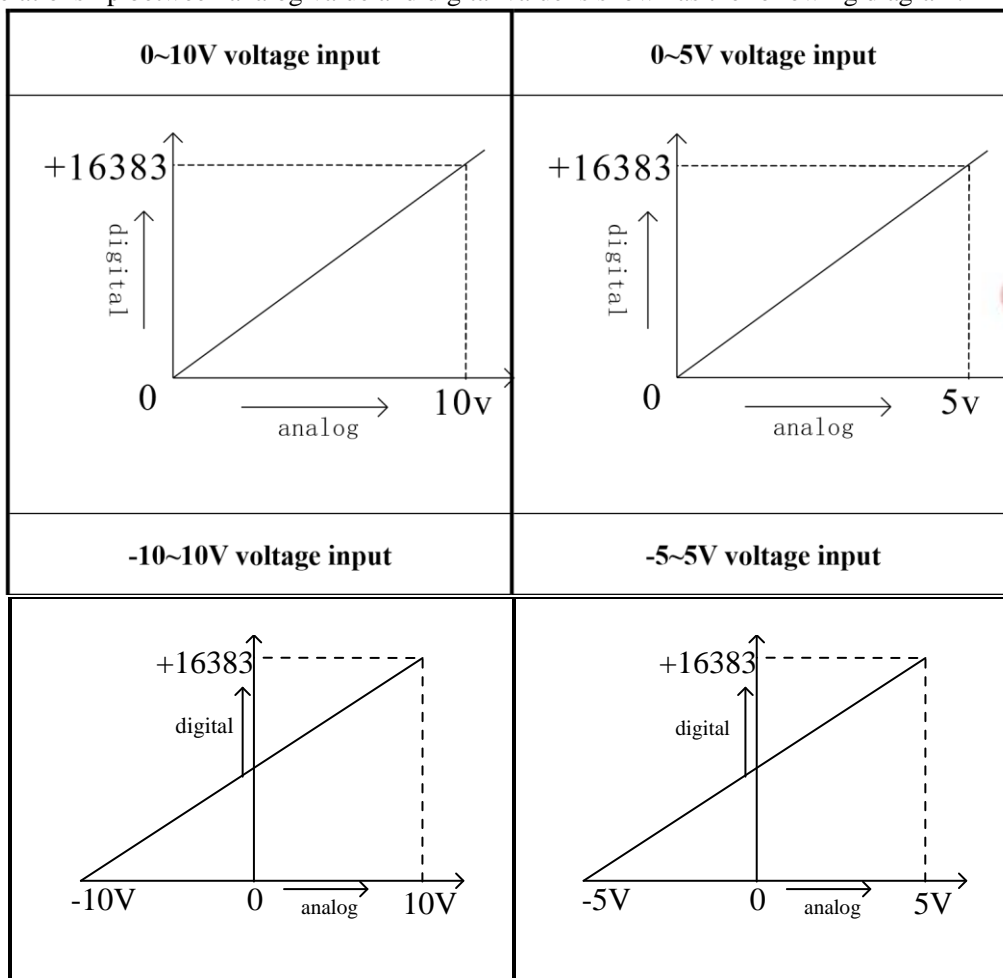 0~10V voltage input
0~5V voltage input
+16383
digital
0
10v
analog
+16383
digital
0
5v
analog
-10~10V voltage input
-5~5V voltage input
+16383
digital
-10V
0
analog
10V
+16383
digital
-5V
0
analog
5V